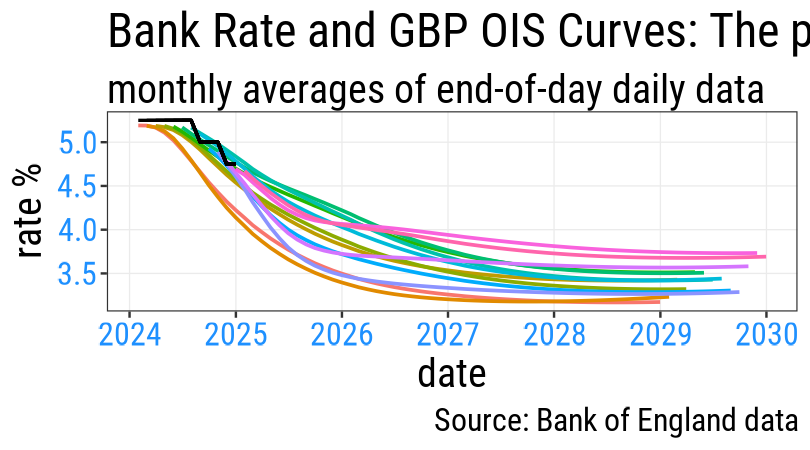 Bank Rate and GBP OIS Curves: The
monthly averages of end-of-day daily data
rate %
5.0
4.5
4.0
3.5
2024 2025 2026 2027 2028 2029 2030
date
Source: Bank of England data